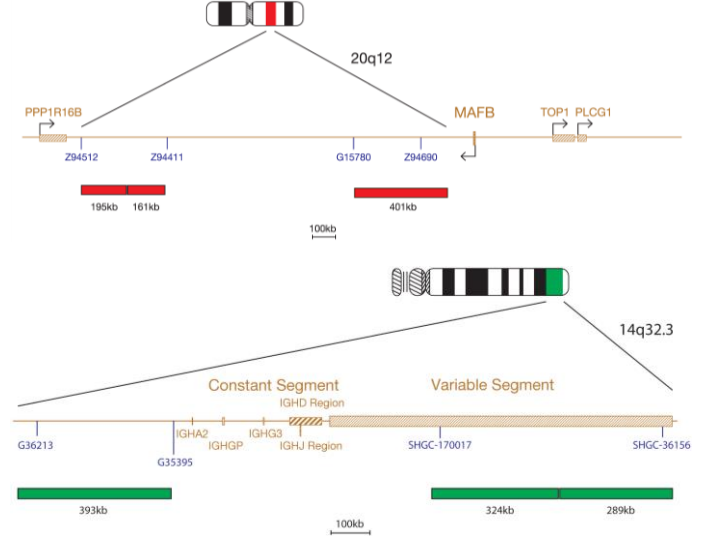 20q12
PPP1R16B
MAFB
TOP1 PLCG1
Z94512 Z94411 G15780 Z94690
195kb 161kb 401kb
100kb
14q32.3
Constant Segment Variable Segment
IGHD Region
G36213 IGHA2 IGHGP IGHG3 IGHJ Region SHGC-170017 SHGC-36156
G35395
393kb 324kb 289kb
100kb